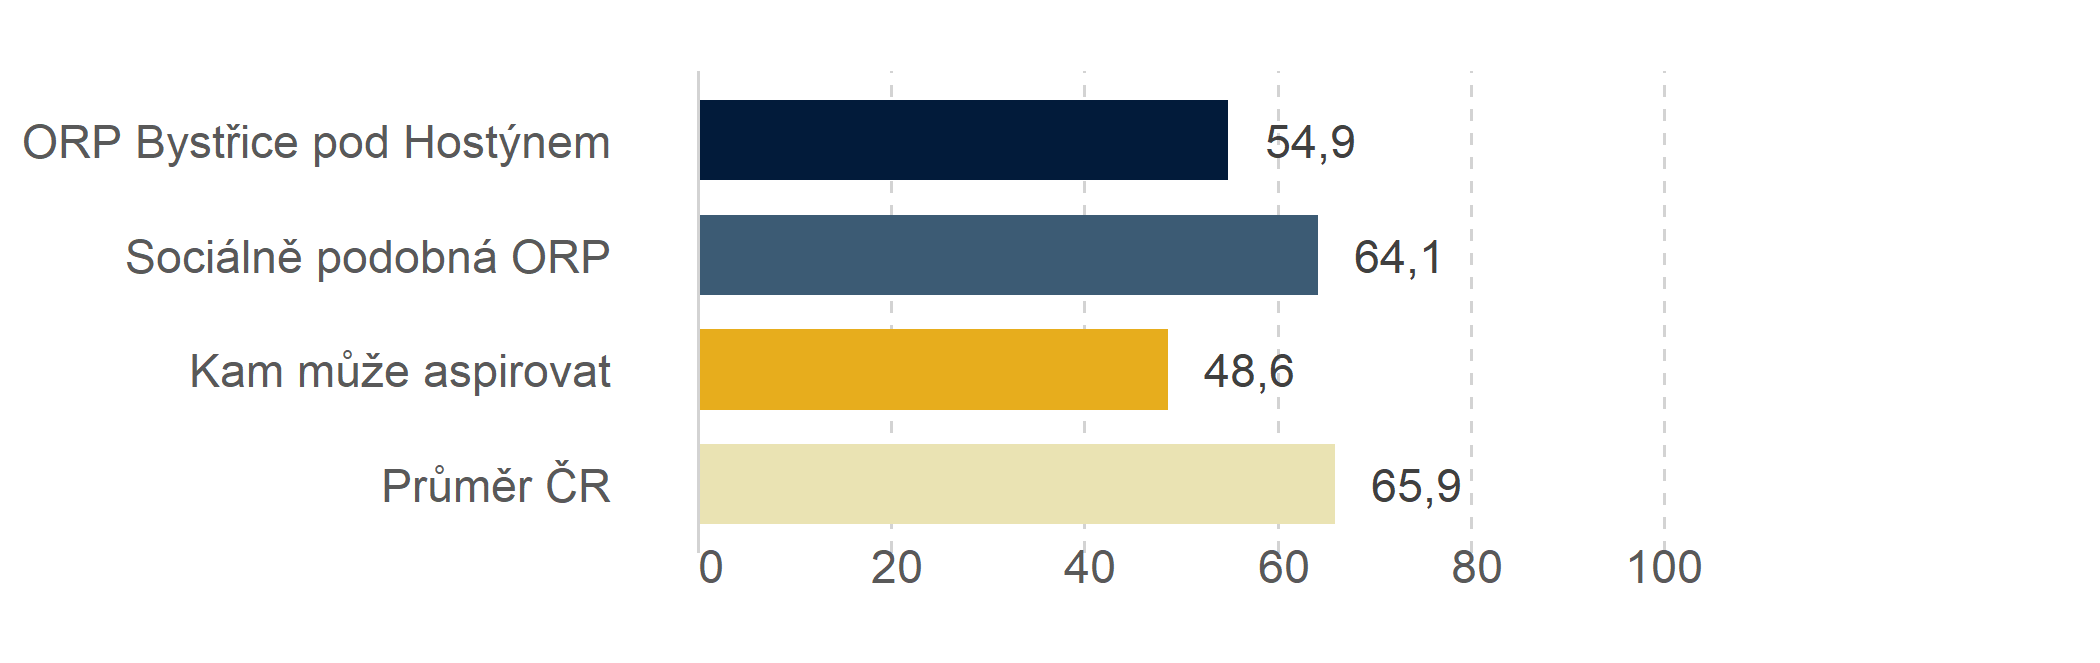 ORP Bystřice pod Hostýnem 54,9
Sociálně podobná ORP 64,1
Kam může aspirovat 48,6
Průměr ČR 65,9
0 20 40 60 80 100